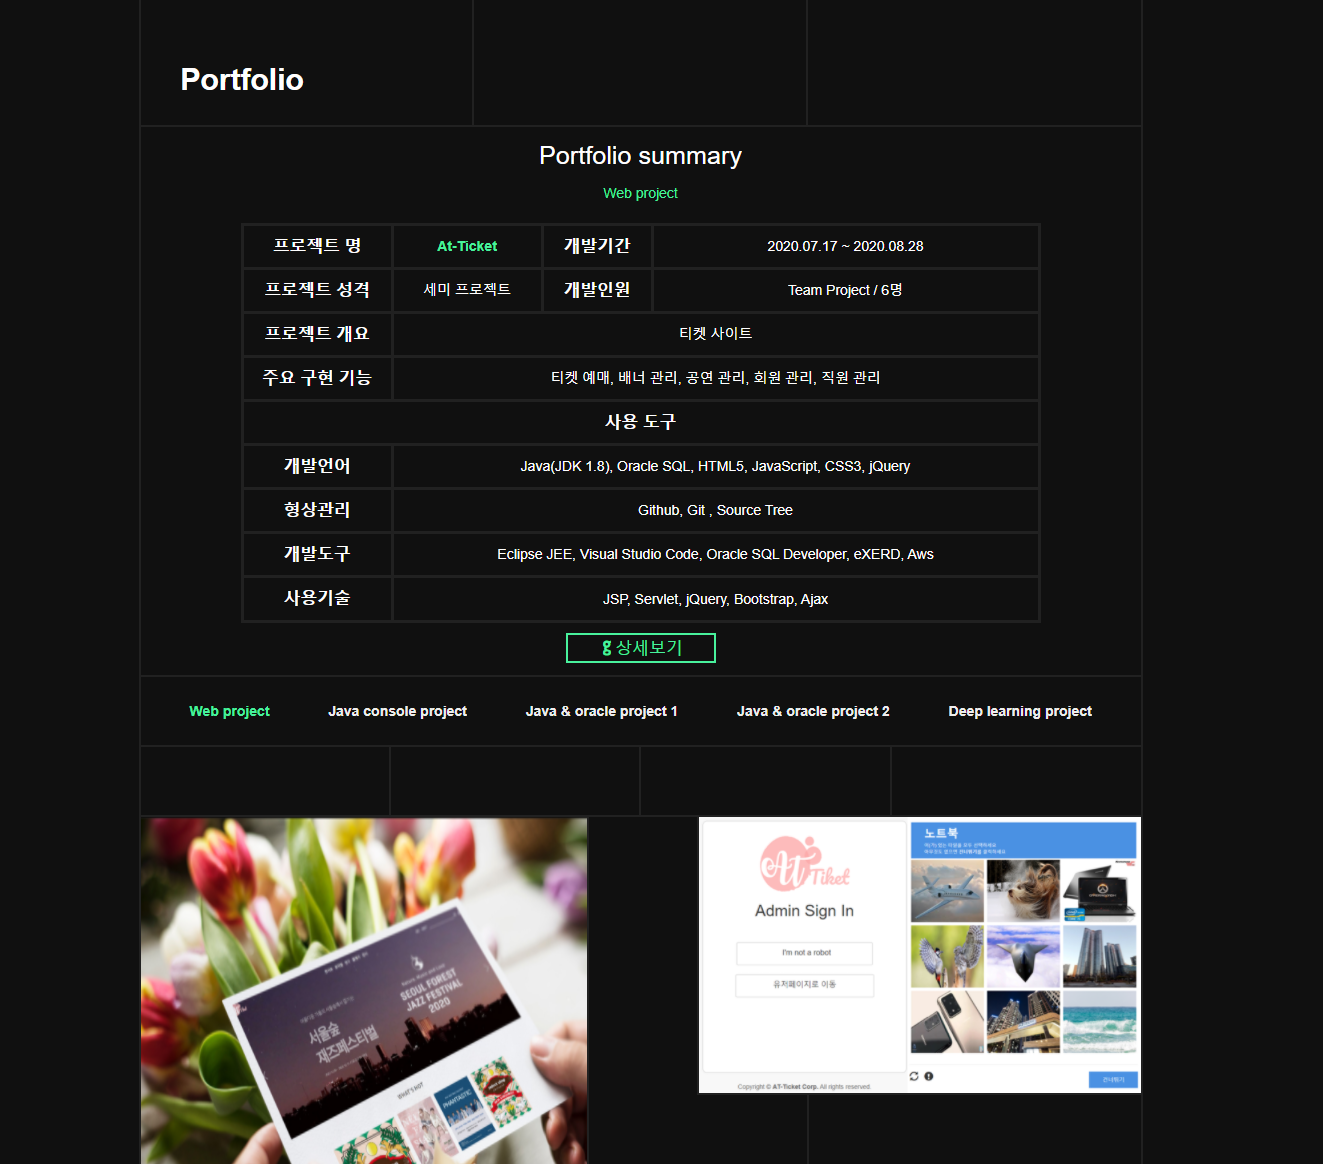 Portfolio
Portfolio summary
Web project
프로젝트 명 At-Ticket 개발기간 2020.07.17 ~ 2020.08.28
프로젝트 성격 세미 프로젝트 개발인원 Team Project / 6명
프로젝트 개요 티켓 사이트
주요 구현 기능 티켓 예매, 배너 관리, 공연 관리, 회원 관리, 직원 관리
사용 도구
개발언어 Java(JDK 1.8), Oracle SQL, HTML5, JavaScript, CSS3, jQuery
형상관리 Github, Git , Source Tree
개발도구 Eclipse JEE, Visual Studio Code, Oracle SQL Developer, eXERD, Aws
사용기술 JSP, Servlet, jQuery, Bootstrap, Ajax
상세보기
Web project Java console project Java & oracle project 1 Java & oracle project 2 Deep learning project
SEOUL FOREST
JAZZ FESTIVAL
2020
서울숲
재즈페스티벌
WHAT'S HOT
PHANTASTIC
At Tiket
Admin Sign In
I'm not a robot
유저페이지로 이동
Copyright © AT-Ticket Corp. All rights reserved.
노트북
건너뛰기